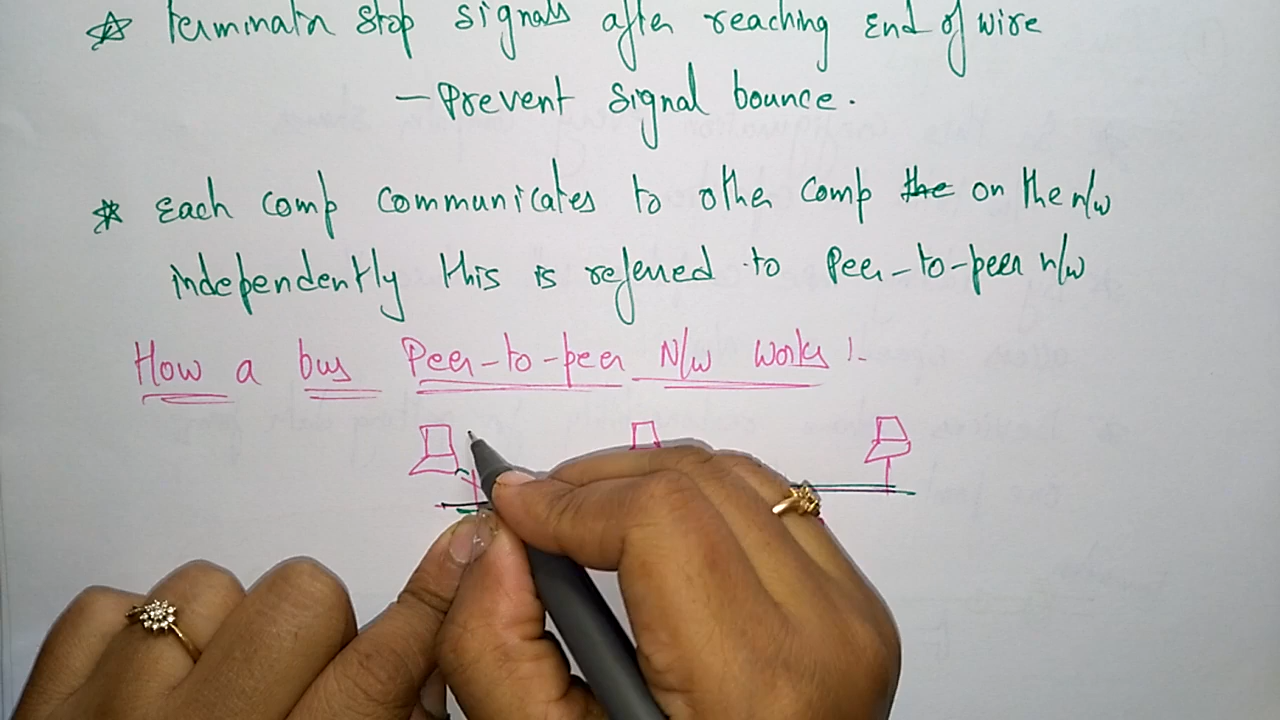 ☆ Terminatr stop signals after reaching End of wire
– Prevent signal bounce.
* Each comp communicates to other comp the on the n/w
independently this is referred to Peer-to-peer n/w
How a bus Peer-to-peer N/w works :-